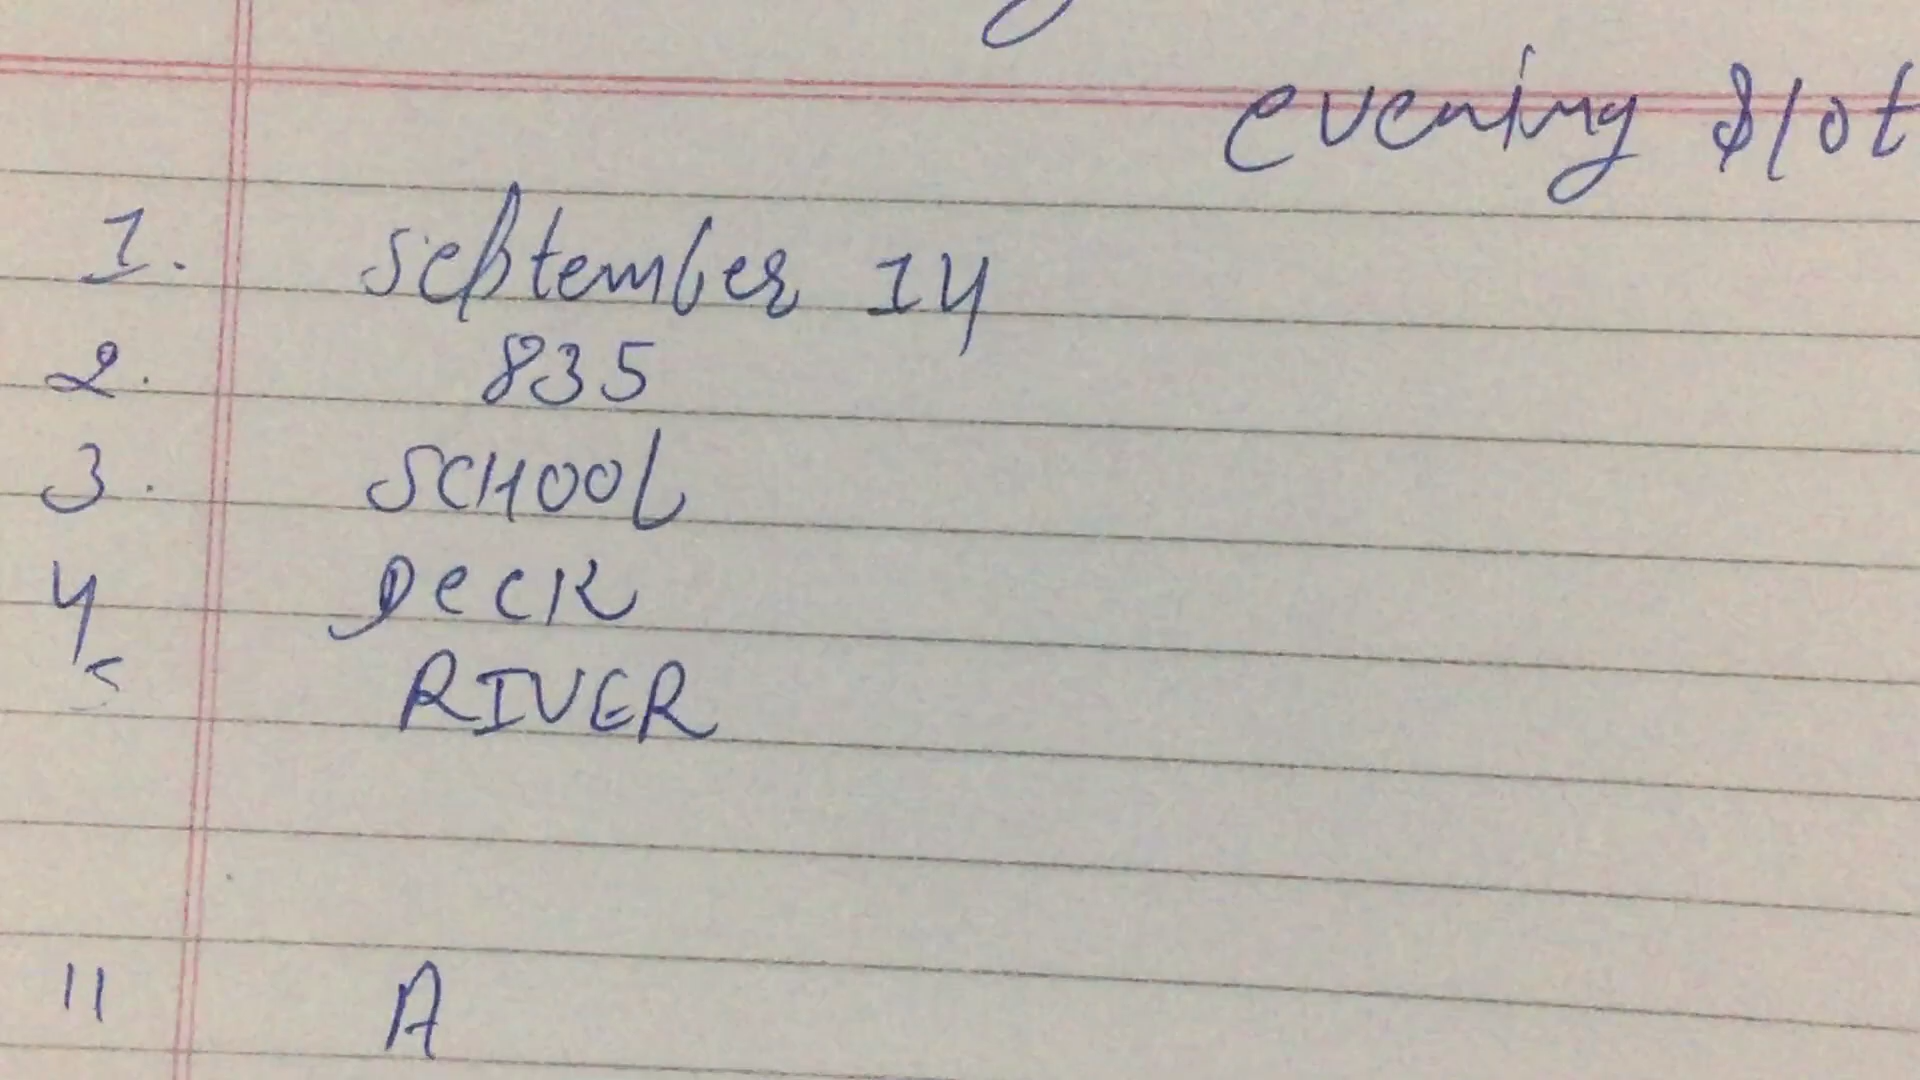 evening slot
1. September 14
2. 835
3. SCHOOL
4 DECK
5 RIVER
11 A